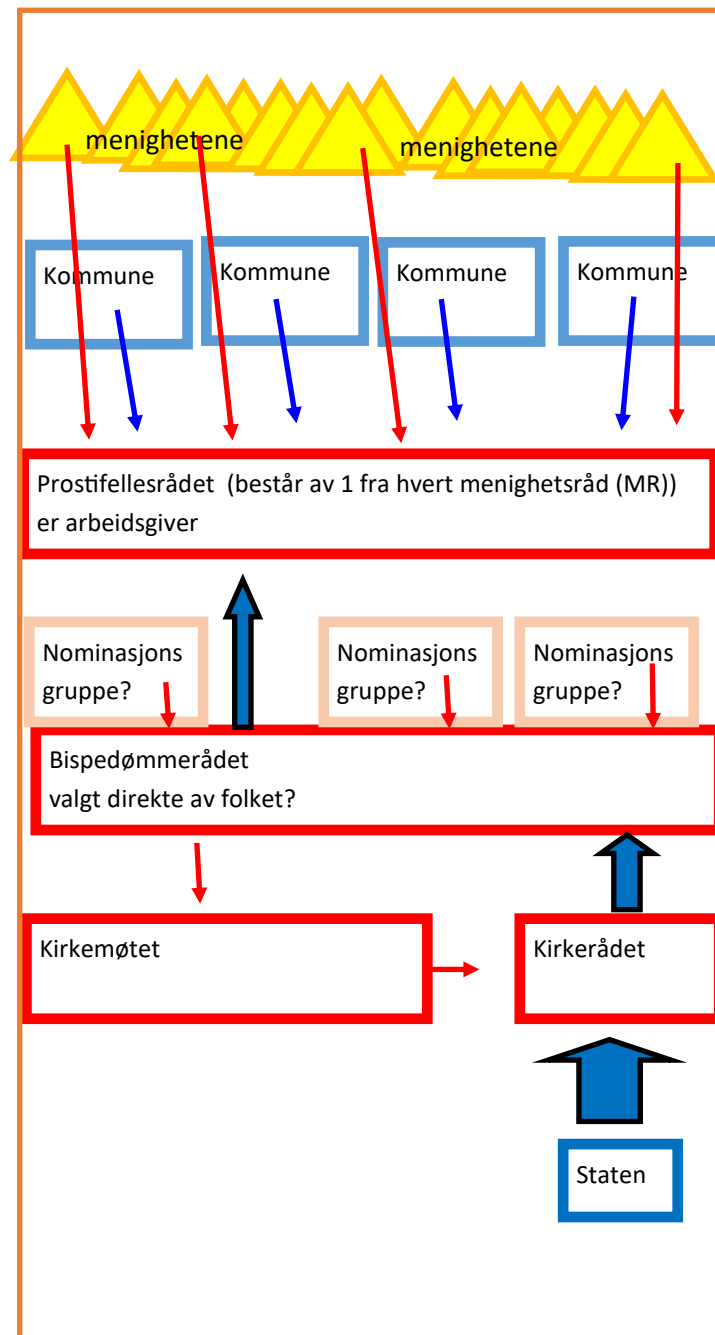 menighetene
menighetene
Kommune
Kommune
Kommune
Kommune
Prostifellesrådet (består av 1 fra hvert menighetsråd (MR))
er arbeidsgiver
Nominasjons
gruppe?
Nominasjons
gruppe?
Nominasjons
gruppe?
Bispedømmerådet
valgt direkte av folket?
Kirkemøtet
Kirkerådet
Staten